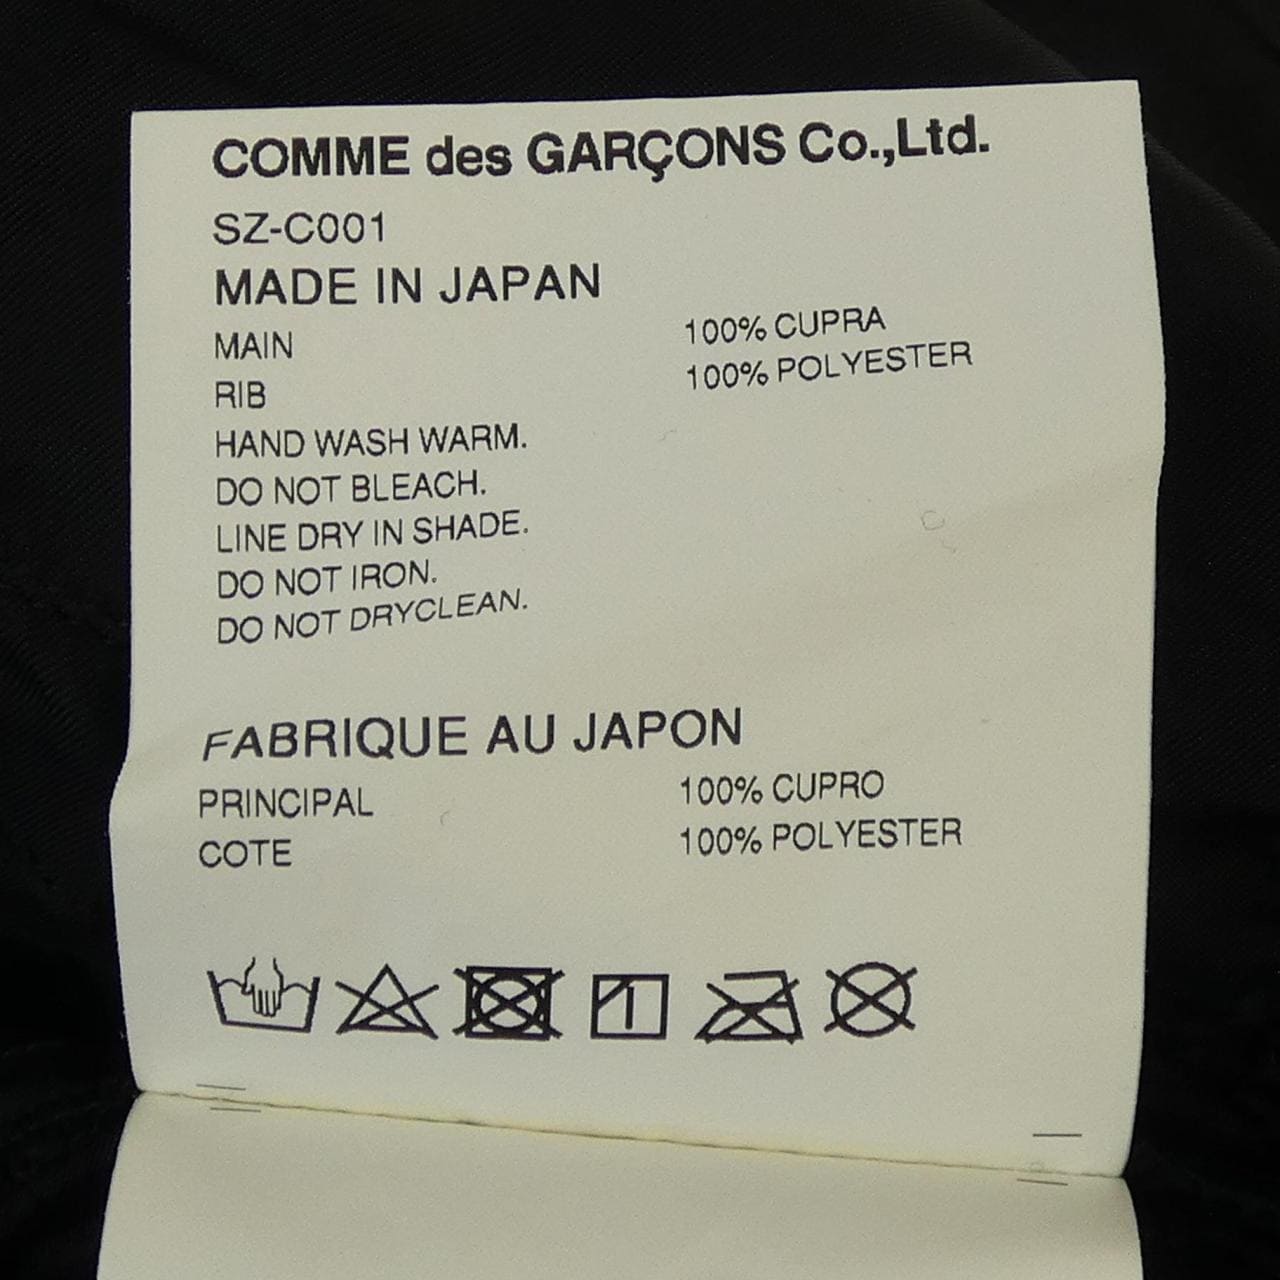 COMME des GARÇONS Co.,Ltd.
SZ-C001
MADE IN JAPAN
MAIN 100% CUPRA
RIB 100% POLYESTER
HAND WASH WARM.
DO NOT BLEACH.
LINE DRY IN SHADE.
DO NOT IRON.
DO NOT DRYCLEAN.
FABRIQUE AU JAPON
PRINCIPAL 100% CUPRO
COTE 100% POLYESTER